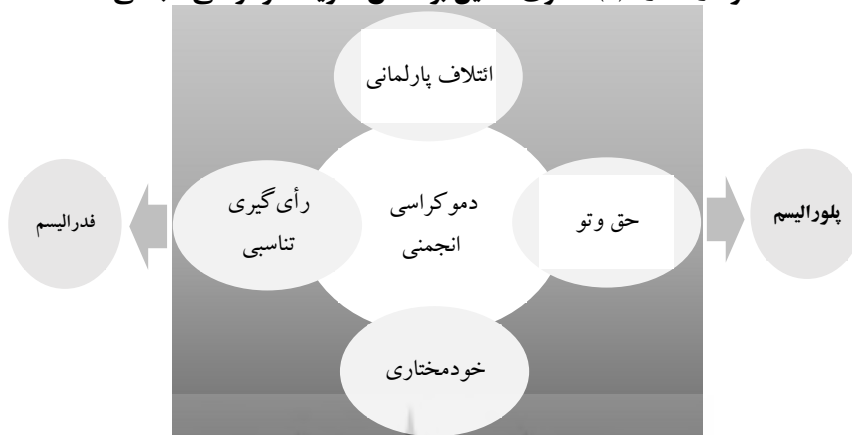 ائتلاف پارلمانی
دموکراسی
انجمنی
حق وتو
رأی‌گیری
تناسبی
خودمختاری
پلورالیسم
فدرالیسم